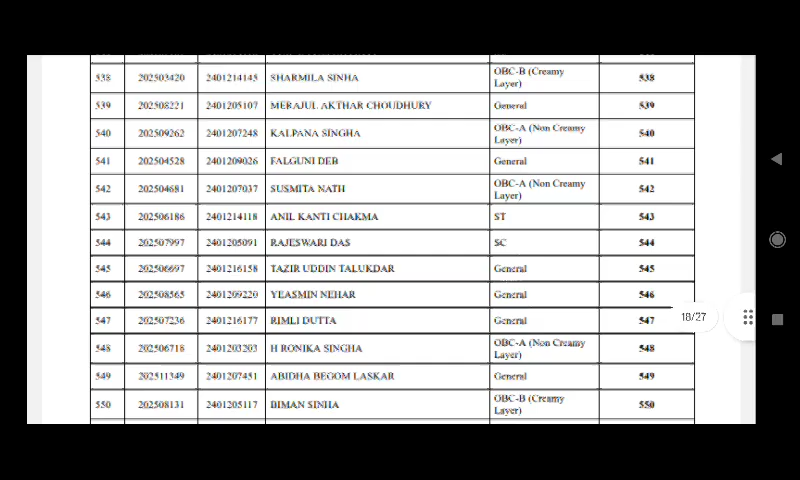 538 202503420 2401214145 SHARMILA SINHA OBC-B (Creamy Layer) 538
539 202508221 2401205107 MERAJUL AKTHAR CHOUDHURY General 539
540 202509262 2401207248 KALPANA SINGHA OBC-A (Non Creamy Layer) 540
541 202504528 2401209026 FALGUNI DEB General 541
542 202504681 2401207037 SUSMITA NATH OBC-A (Non Creamy Layer) 542
543 202506186 2401214118 ANIL KANTI CHAKMA ST 543
544 202507997 2401205091 RAJESWARI DAS SC 544
545 202506697 2401216158 TAZIR UDDIN TALUKDAR General 545
546 202508565 2401209220 YEASMIN NEHAR General 546
547 202507236 2401216177 RIMLI DUTTA General 547
18/27
548 202506718 2401203203 H RONIKA SINGHA OBC-A (Non Creamy Layer) 548
549 202511349 2401207451 ABIDHA BEGOM LASKAR General 549
550 202508131 2401205117 BIMAN SINHA OBC-B (Creamy Layer) 550